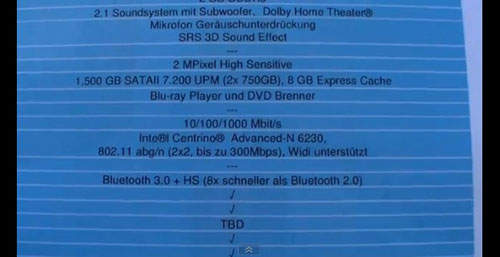 2.1 Soundsystem mit Subwoofer, Dolby Home Theater®
Mikrofon Geräuschunterdrückung
SRS 3D Sound Effect
---
2 MPixel High Sensitive
1,500 GB SATAII 7.200 UPM (2x 750GB), 8 GB Express Cache
Blu-ray Player und DVD Brenner
---
10/100/1000 Mbit/s
Intel®l Centrino® Advanced-N 6230,
802.11 abg/n (2x2, bis zu 300Mbps), Widi unterstützt
---
Bluetooth 3.0 + HS (8x schneller als Bluetooth 2.0)
√
√
TBD
√
√